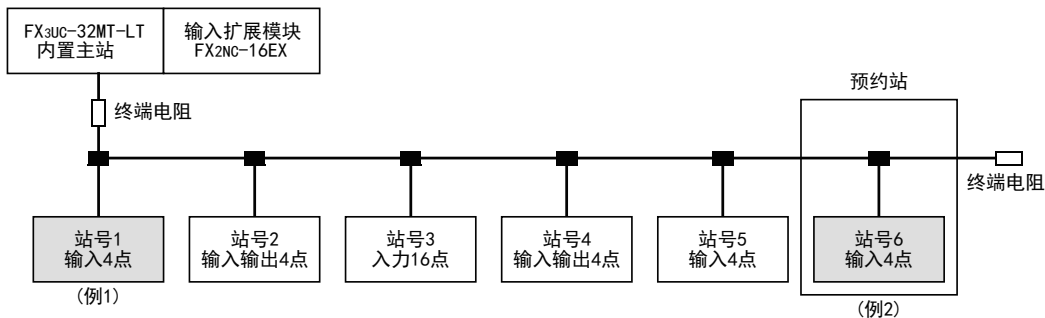 FX3UC-32MT-LT
内置主站
输入扩展模块
FX2NC-16EX
终端电阻
预约站
终端电阻
站号1
输入4点
站号2
输入输出4点
站号3
入力16点
站号4
输入输出4点
站号5
输入4点
站号6
输入4点
(例1)
(例2)